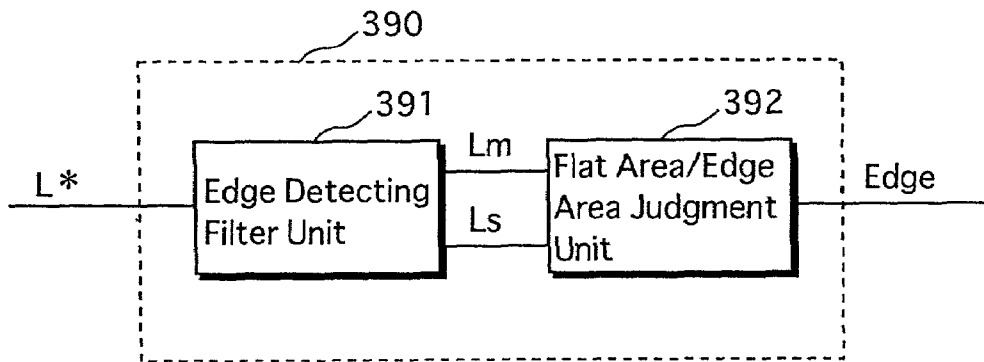 390
391
392
L*
Edge Detecting
Filter Unit
Lm
Ls
Flat Area/Edge
Area Judgment
Unit
Edge